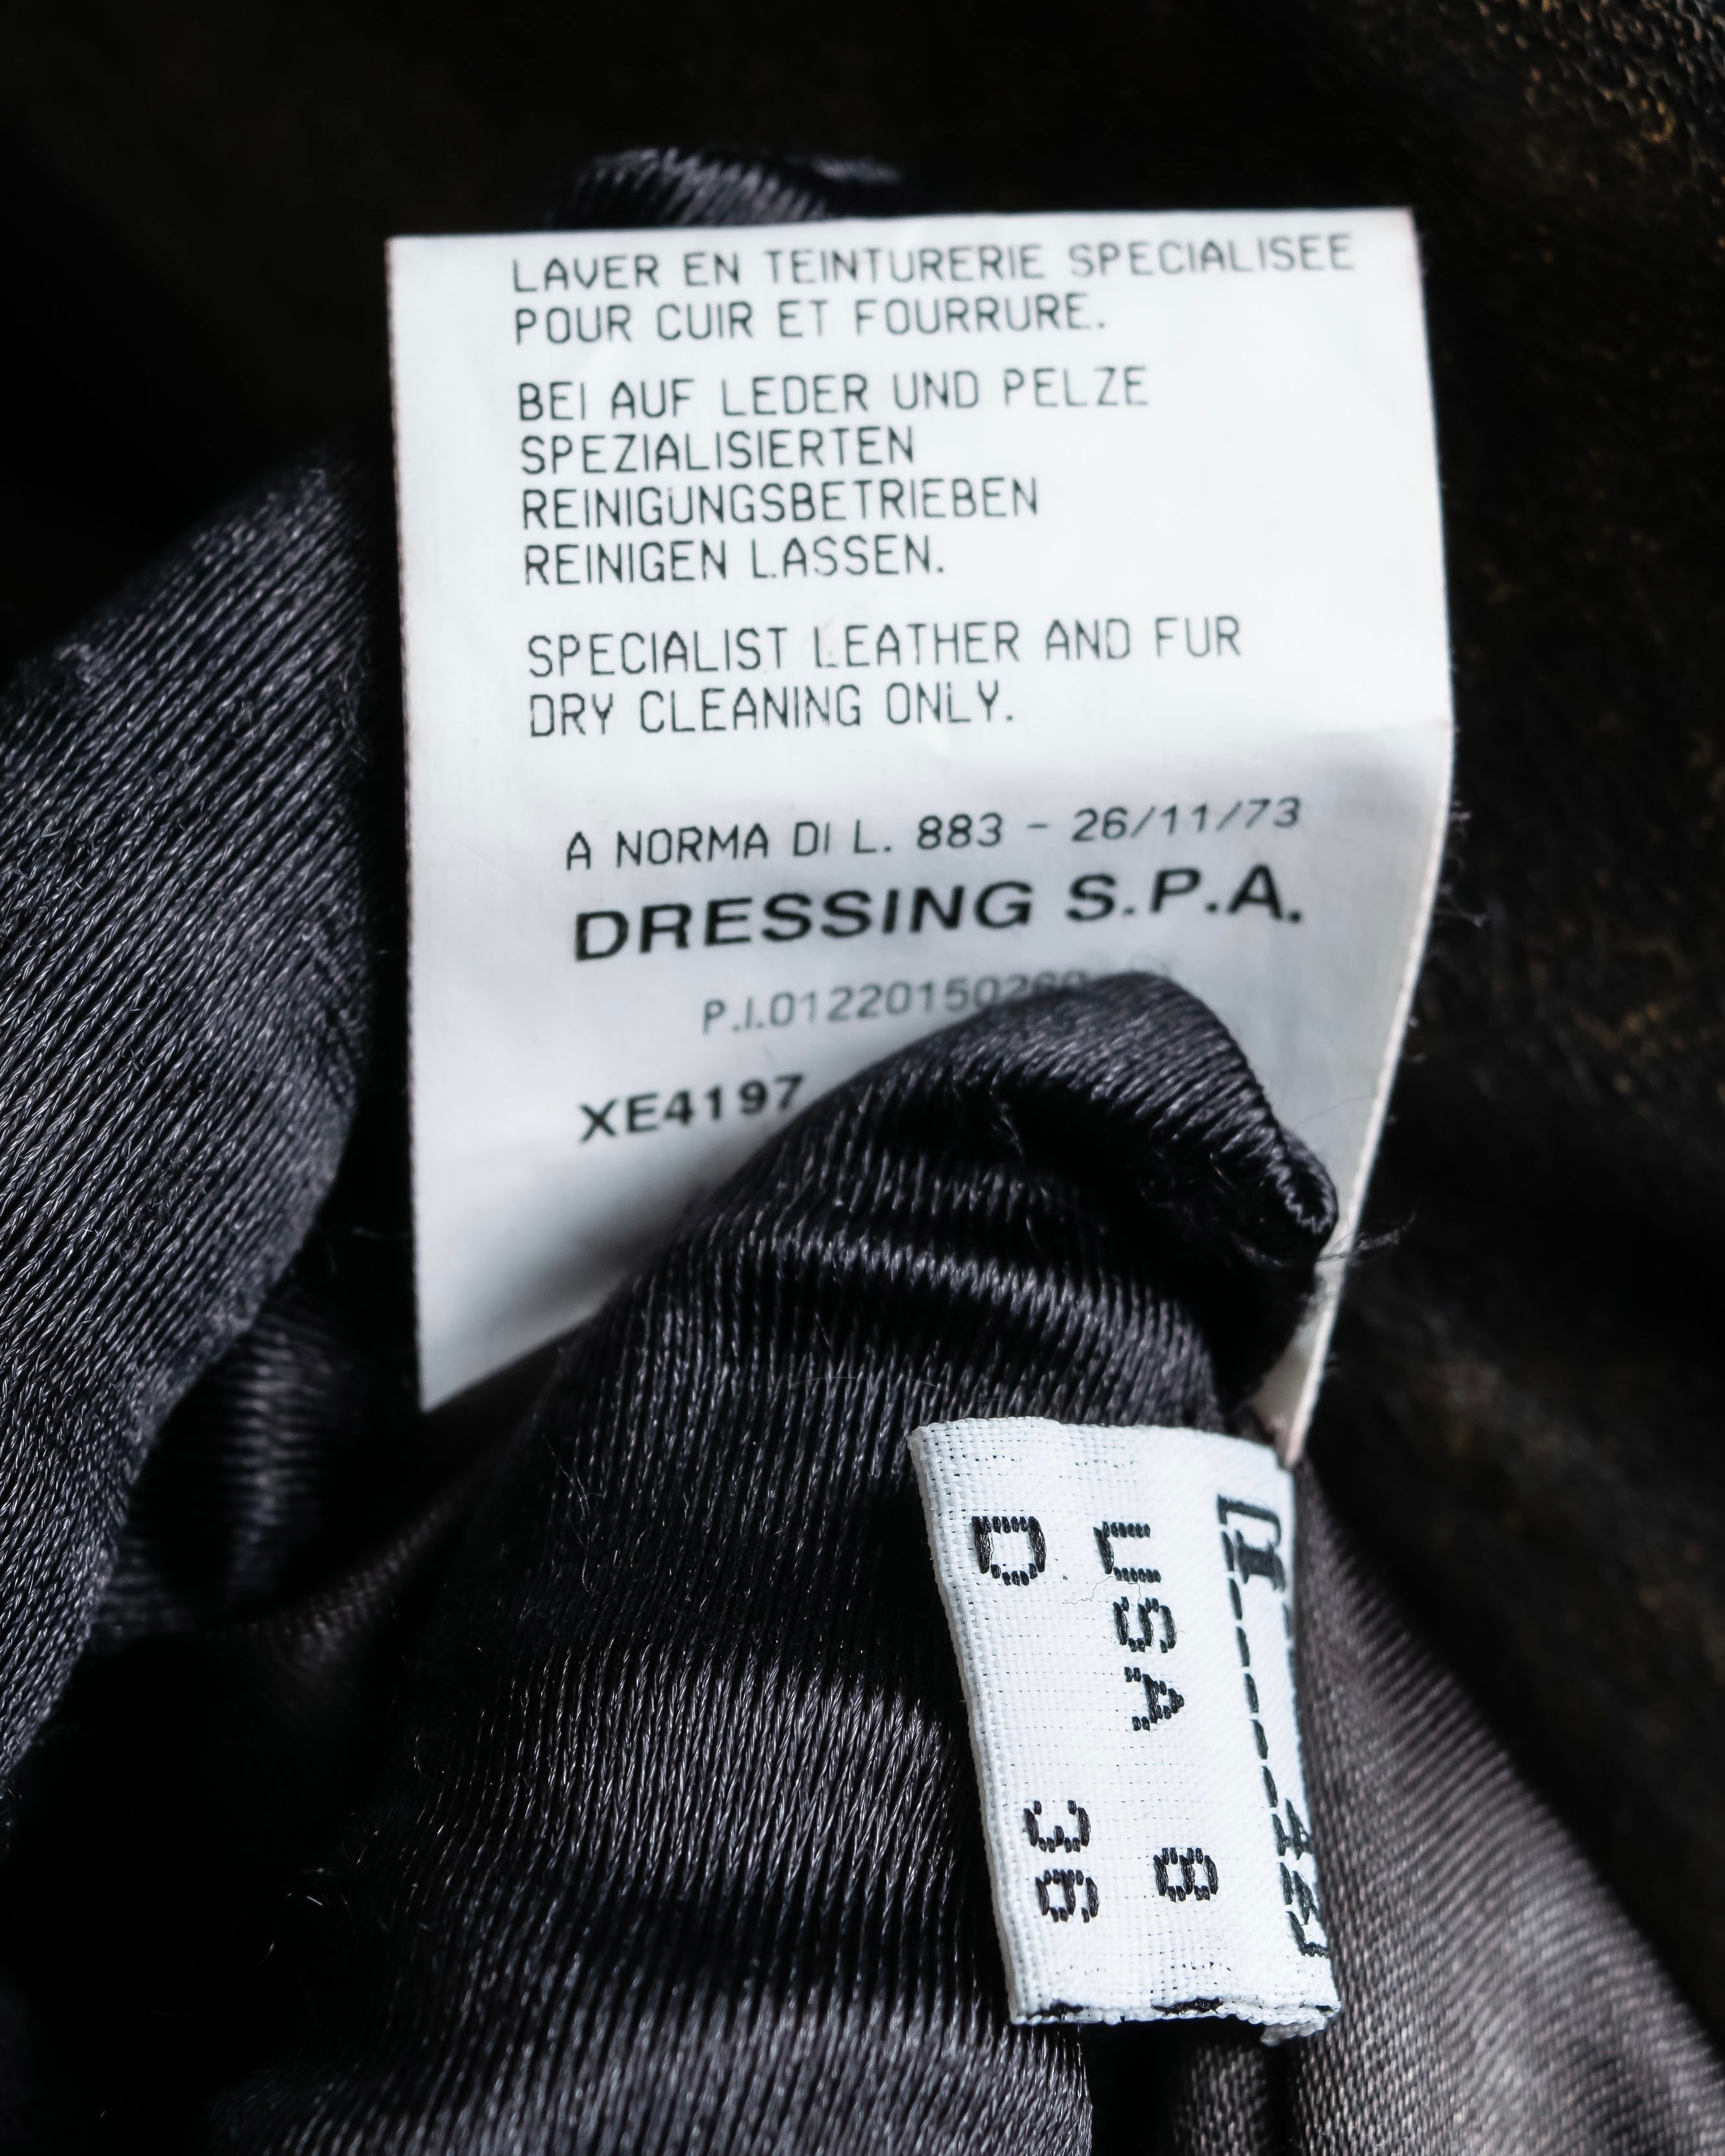 LAVER EN TEINTURERIE SPECIALISEE
POUR CUIR ET FOURRURE.
BEI AUF LEDER UND PELZE
SPEZIALISIERTEN
REINIGUNGSBETRIEBEN
REINIGEN LASSEN.
SPECIALIST LEATHER AND FUR
DRY CLEANING ONLY.
A NORMA DI L. 883 - 26/11/73
DRESSING S.P.A.
XE4197
USA 8
D 36